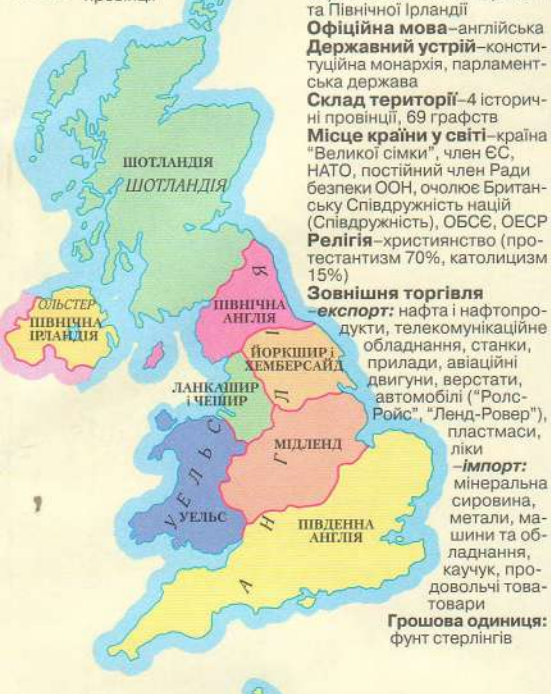 та Північної Ірландії
Офіційна мова–англійська
Державний устрій–консти-
туційна монархія, парламент-
ська держава
Склад території–4 історич-
ні провінції, 69 графств
Місце країни у світі–країна
"Великої сімки", член ЄС,
НАТО, постійний член Ради
безпеки ООН, очолює Британ-
ську Співдружність націй
(Співдружність), ОБСЄ, ОЕСР
Релігія–християнство (про-
тестантизм 70%, католицизм
15%)
Зовнішня торгівля
–експорт: нафта і нафтопро-
дукти, телекомунікаційне
обладнання, станки,
прилади, авіаційні
двигуни, верстати,
автомобілі ("Ролс-
Ройс", "Ленд-Ровер"),
пластмаси,
ліки
–імпорт:
мінеральна
сировина,
метали, ма-
шини та об-
ладнання,
каучук, про-
довольчі това-
товари
Грошова одиниця:
фунт стерлінгів
ШОТЛАНДІЯ
ШОТЛАНДІЯ
ОЛЬСТЕР
ПІВНІЧНА
ІРЛАНДІЯ
ПІВНІЧНА
АНГЛІЯ
ЙОРКШИР і
ХЕМБЕРСАЙД
ЛАНКАШИР
і ЧЕШИР
МІДЛЕНД
УЕЛЬС
УЕЛЬС
ПІВДЕННА
АНГЛІЯ
АНГЛІЯ